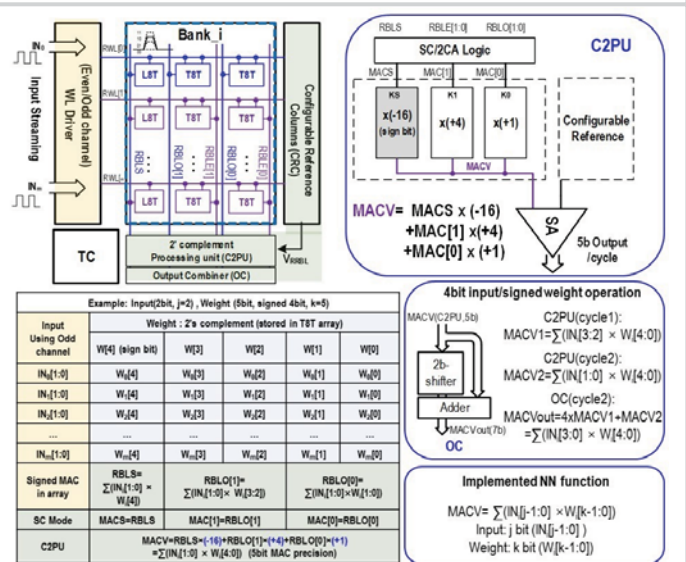 IN₀
Input Streaming
INₘ
(Even/Odd channel)
WL Driver
Bank_i
RWL[0]
RWL[1]
L8T
T8T
T8T
L8T
T8T
T8T
L8T
T8T
T8T
RBLS
RBLO[1]
RBLE[1]
RBLO[0]
RBLE[0]
Configurable Reference
Columns (CRC)
TC
2' complement
Processing unit (C2PU)
Output Combiner (OC)
V_RRBL
RBLS RBLE[1:0] RBLO[1:0]
C2PU
SC/2CA Logic
MACS MAC[1] MAC[0]
KS K1 K0
x(-16)
(sign bit)
x(+4)
x(+1)
Configurable
Reference
MACV
MACV= MACS x (-16)
+MAC[1] x(+4)
+MAC[0] x (+1)
SA
5b Output
/cycle
Example: Input(2bit, j=2) , Weight (5bit, signed 4bit, k=5)
Input
Using Odd
channel
Weight : 2's complement (stored in T8T array)
W[4] (sign bit) W[3] W[2] W[1] W[0]
IN₀[1:0] W₀[4] W₀[3] W₀[2] W₀[1] W₀[0]
IN₁[1:0] W₁[4] W₁[3] W₁[2] W₁[1] W₁[0]
IN₂[1:0] W₂[4] W₂[3] W₂[2] W₂[1] W₂[0]
... ... ... ... ... ...
INₘ[1:0] Wₘ[4] Wₘ[3] Wₘ[2] Wₘ[1] Wₘ[0]
Signed MAC
in array
RBLS=
∑(INᵢ[1:0] ×
Wᵢ[4])
RBLO[1]=
∑(INᵢ[1:0]× Wᵢ[3:2])
RBLO[0]=
∑(INᵢ[1:0]×Wᵢ[1:0])
SC Mode MACS=RBLS MAC[1]=RBLO[1] MAC[0]=RBLO[0]
C2PU
MACV=RBLS×(-16)+RBLO[1]×(+4)+RBLO[0]×(+1)
=∑(INᵢ[1:0] × Wᵢ[4:0]) (5bit MAC precision)
4bit input/signed weight operation
MACV(C2PU,5b)
2b-
shifter
Adder
MACVout(7b)
OC
C2PU(cycle1):
MACV1=∑(INᵢ[3:2] × Wᵢ[4:0])
C2PU(cycle2):
MACV2=∑(INᵢ[1:0] × Wᵢ[4:0])
OC(cycle2):
MACVout=4xMACV1+MACV2
=∑(INᵢ[3:0] × Wᵢ[4:0])
Implemented NN function
MACV= ∑(INᵢ[j-1:0] ×Wᵢ[k-1:0])
Input: j bit (INᵢ[j-1:0] )
Weight: k bit (Wᵢ[k-1:0])